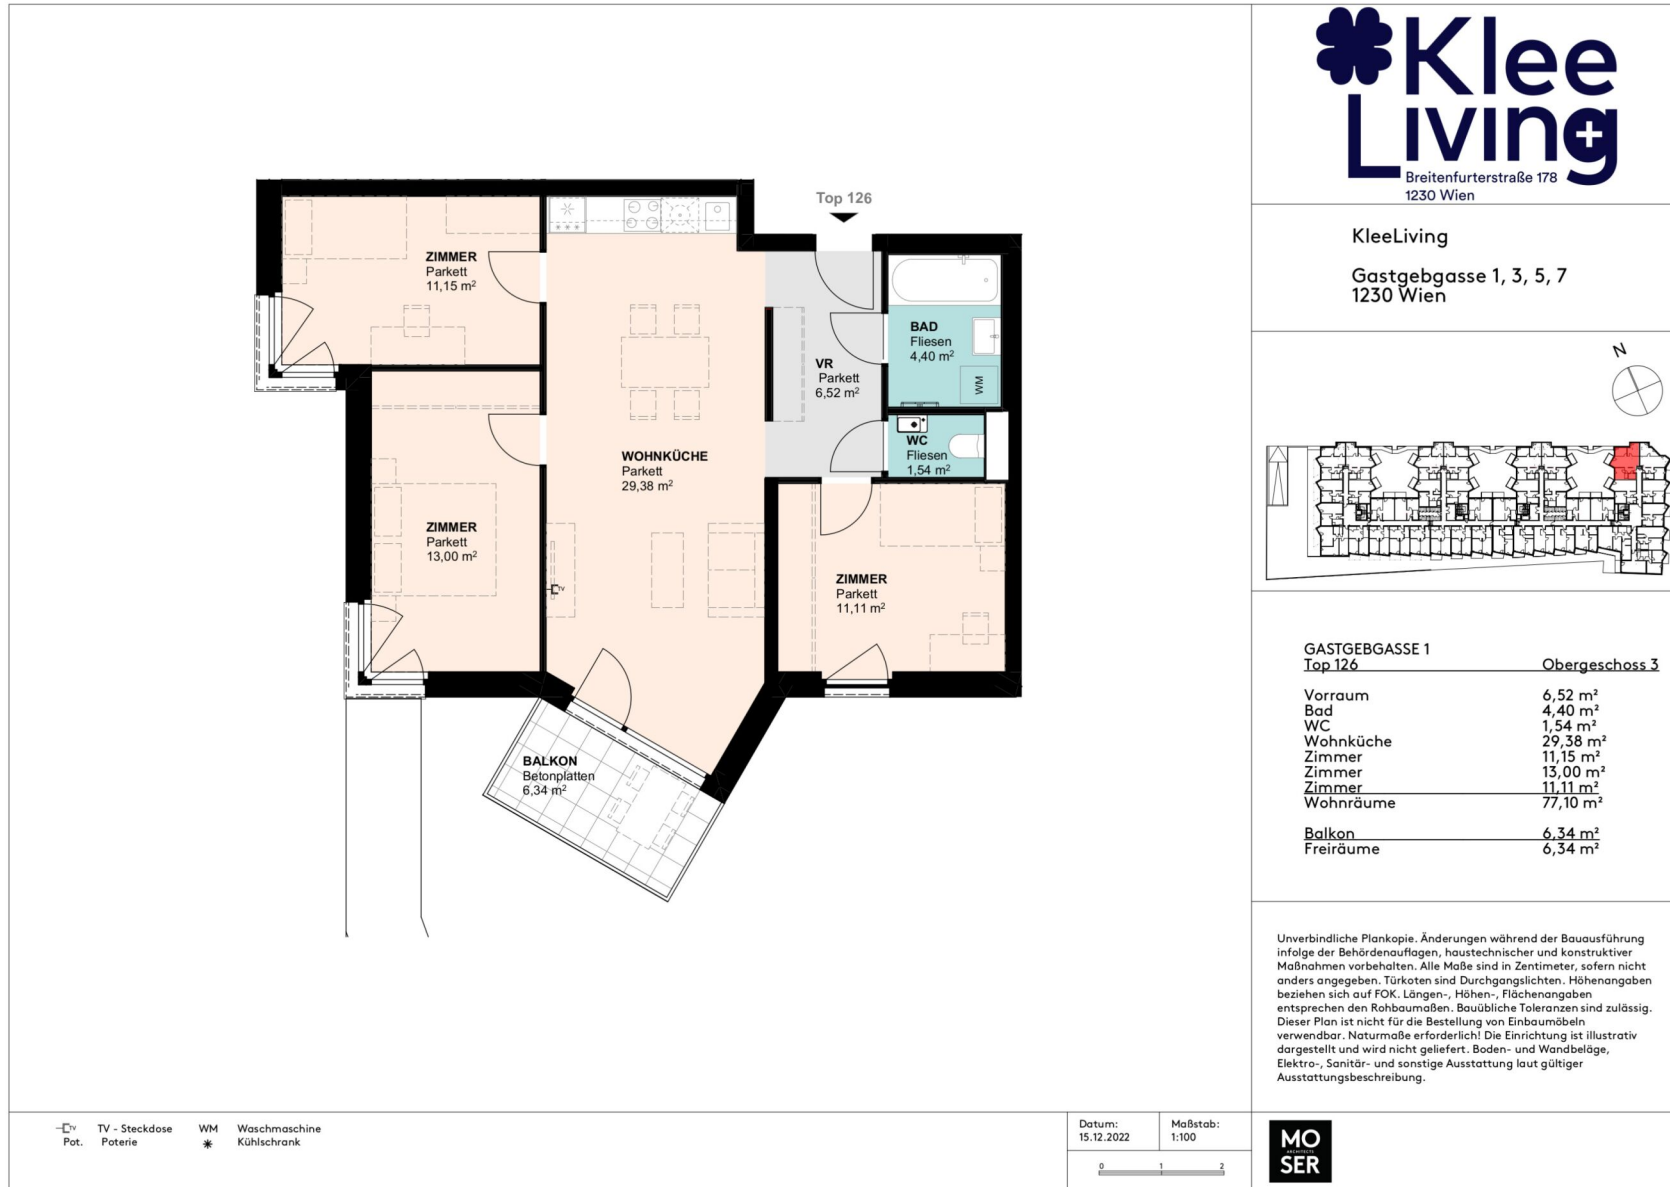 Top 126
ZIMMER
Parkett
11,15 m²
BAD
Fliesen
4,40 m²
WM
VR
Parkett
6,52 m²
WC
Fliesen
1,54 m²
WOHNKÜCHE
Parkett
29,38 m²
ZIMMER
Parkett
13,00 m²
TV
ZIMMER
Parkett
11,11 m²
BALKON
Betonplatten
6,34 m²
Klee
Living
Breitenfurterstraße 178
1230 Wien
KleeLiving
Gastgebgasse 1, 3, 5, 7
1230 Wien
N
GASTGEBGASSE 1
Top 126 Obergeschoss 3
Vorraum 6,52 m²
Bad 4,40 m²
WC 1,54 m²
Wohnküche 29,38 m²
Zimmer 11,15 m²
Zimmer 13,00 m²
Zimmer 11,11 m²
Wohnräume 77,10 m²
Balkon 6,34 m²
Freiräume 6,34 m²
Unverbindliche Plankopie. Änderungen während der Bauausführung
infolge der Behördenauflagen, haustechnischer und konstruktiver
Maßnahmen vorbehalten. Alle Maße sind in Zentimeter, sofern nicht
anders angegeben. Türkoten sind Durchgangslichten. Höhenangaben
beziehen sich auf FOK. Längen-, Höhen-, Flächenangaben
entsprechen den Rohbaumaßen. Bauübliche Toleranzen sind zulässig.
Dieser Plan ist nicht für die Bestellung von Einbaumöbeln
verwendbar. Naturmaße erforderlich! Die Einrichtung ist illustrativ
dargestellt und wird nicht geliefert. Boden- und Wandbeläge,
Elektro-, Sanitär- und sonstige Ausstattung laut gültiger
Ausstattungsbeschreibung.
TV TV - Steckdose WM Waschmaschine
Pot. Poterie * Kühlschrank
Datum: Maßstab:
15.12.2022 1:100
0 1 2
MO
ARCHITECTS
SER